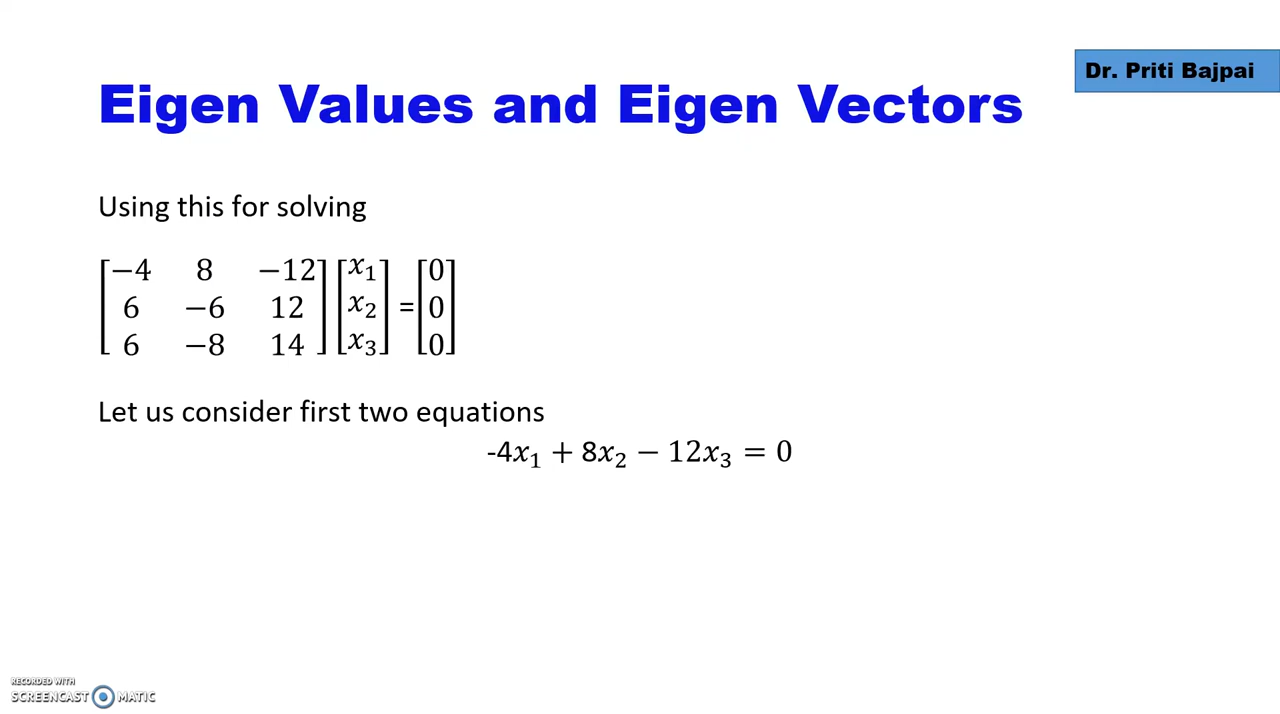 Dr. Priti Bajpai
Eigen Values and Eigen Vectors
Using this for solving
[−4 8 −12] [x₁] [0]
[6 −6 12] [x₂] = [0]
[6 −8 14] [x₃] [0]
Let us consider first two equations
-4x₁ + 8x₂ − 12x₃ = 0
RECORDED WITH
SCREENCAST MATIC